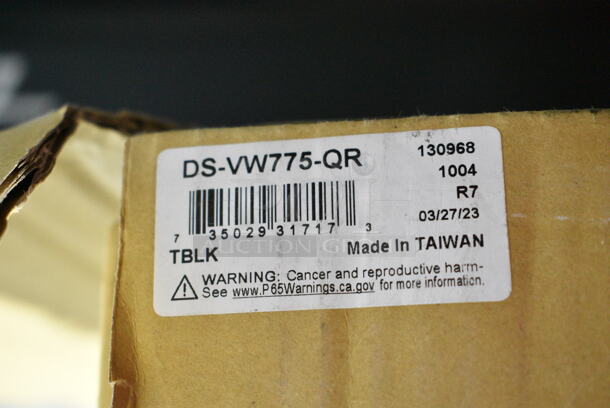 DS-VW775-QR 130968
1004
R7
03/27/23
7 35029 31717 3
TBLK Made In TAIWAN
WARNING: Cancer and reproductive harm-
See www.P65Warnings.ca.gov for more information.